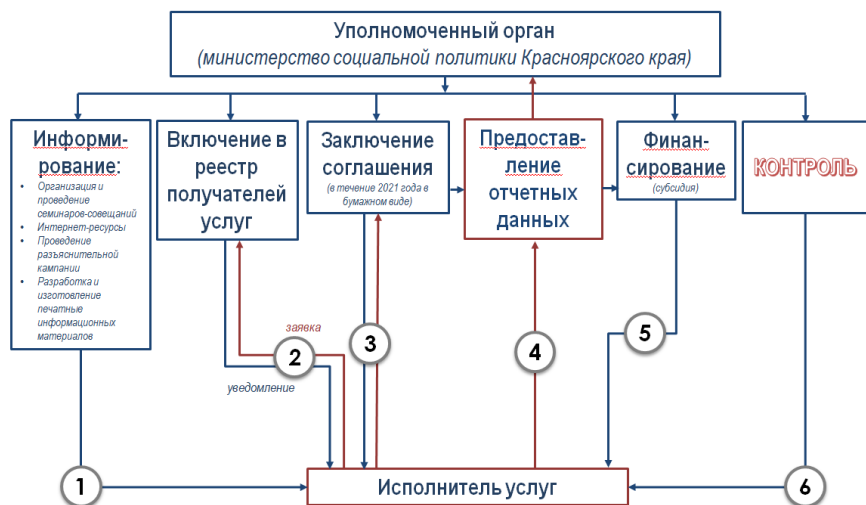 Уполномоченный орган
(министерство социальной политики Красноярского края)
Информи-
рование:
• Организация и
проведение
семинаров-совещаний
• Интернет-ресурсы
• Проведение
разъяснительной
кампании
• Разработка и
изготовление
печатные
информационных
материалов
Включение в
реестр
получателей
услуг
Заключение
соглашения
(в течение 2021 года в
бумажном виде)
Предостав-
ление
отчетных
данных
Финан-
сирование
(субсидия)
КОНТРОЛЬ
заявка
2
3
4
5
уведомление
1
Исполнитель услуг
6